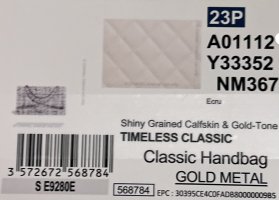 23P
A01112
Y33352
NM367
Ecru
Shiny Grained Calfskin & Gold-Tone
TIMELESS CLASSIC
Classic Handbag
GOLD METAL
3 572672 568784
S E9280E
568784
EPC : 30395CE4C0FADB8000000985